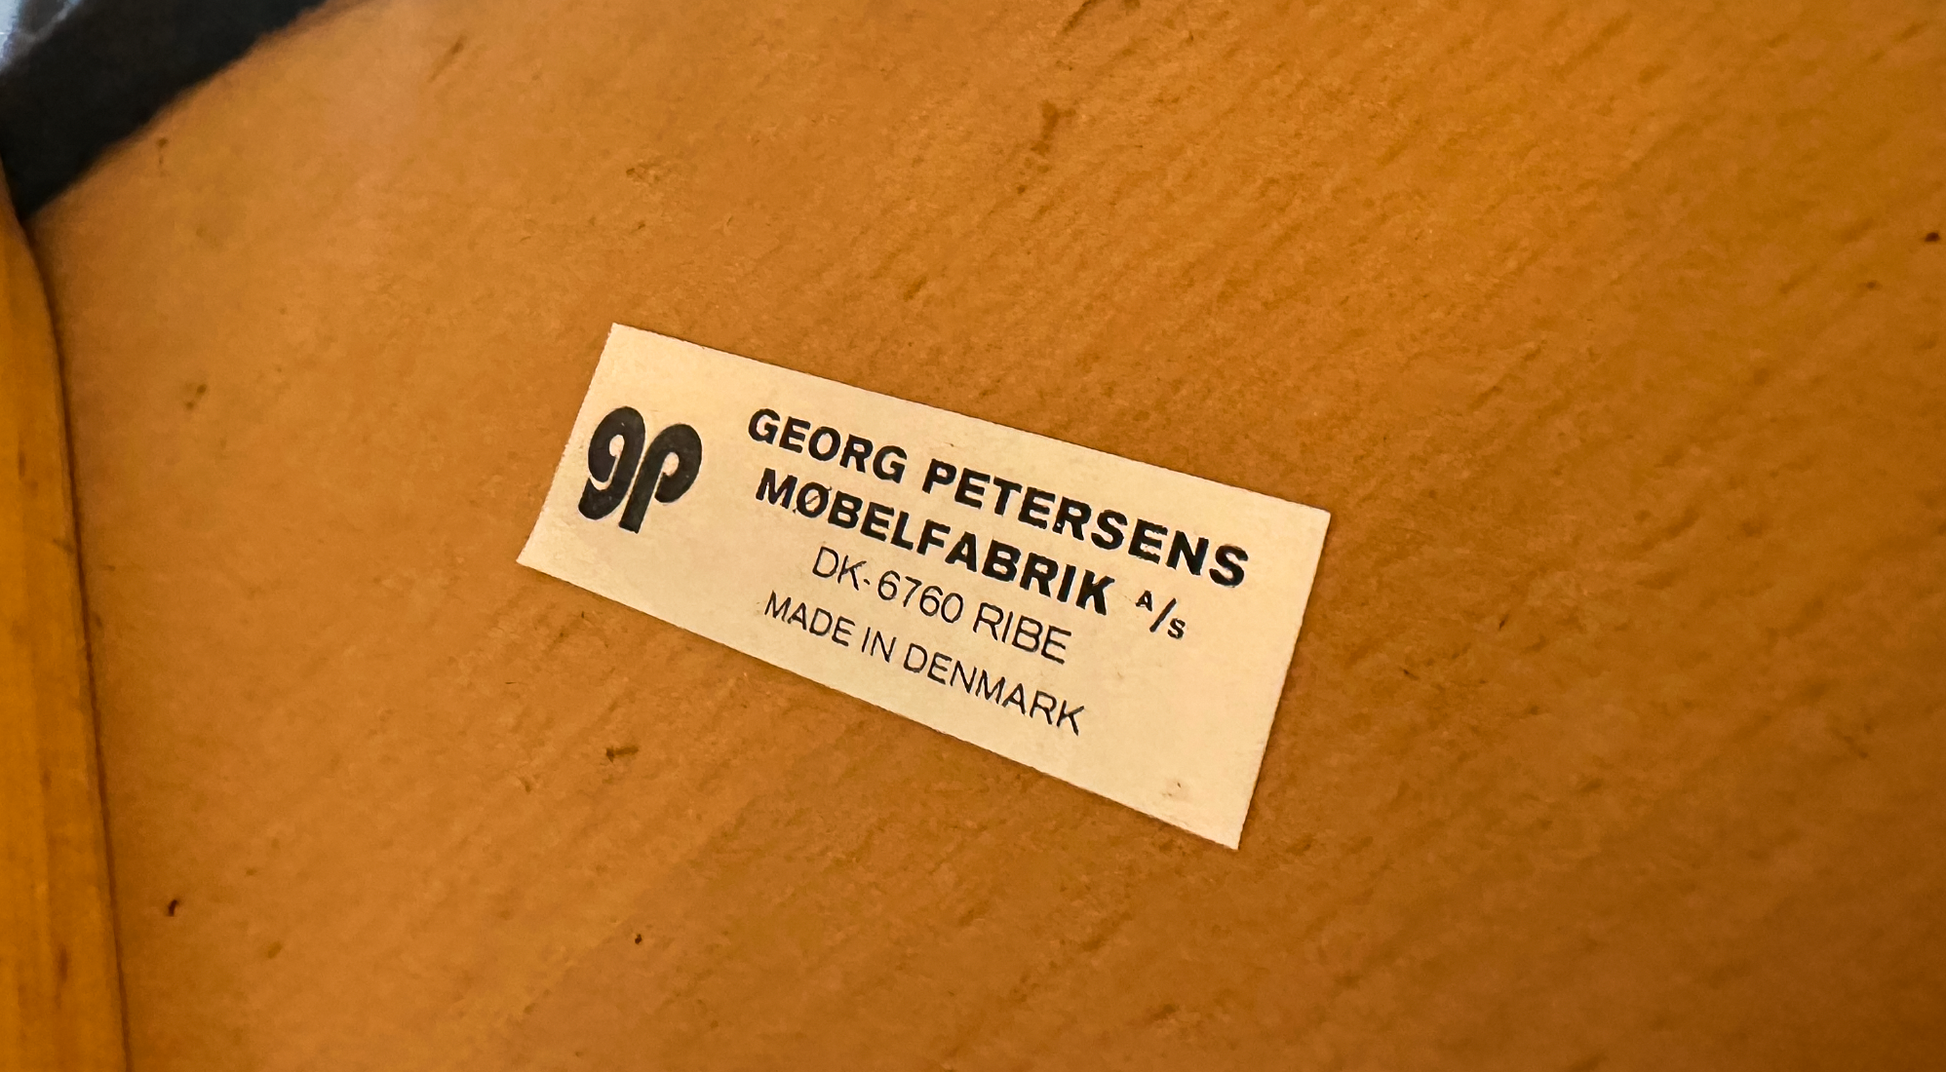 gp
GEORG PETERSENS
MØBELFABRIK A/S
DK-6760 RIBE
MADE IN DENMARK